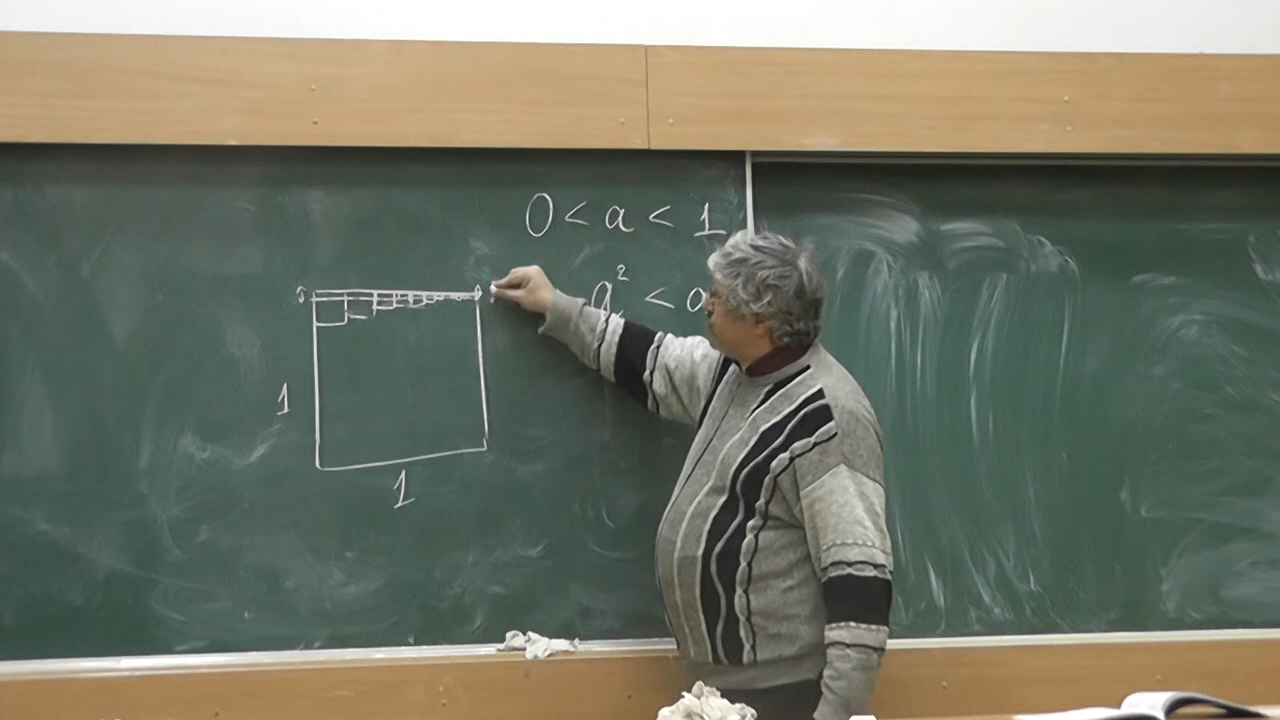 0 < a < 1
a² < a
1
1